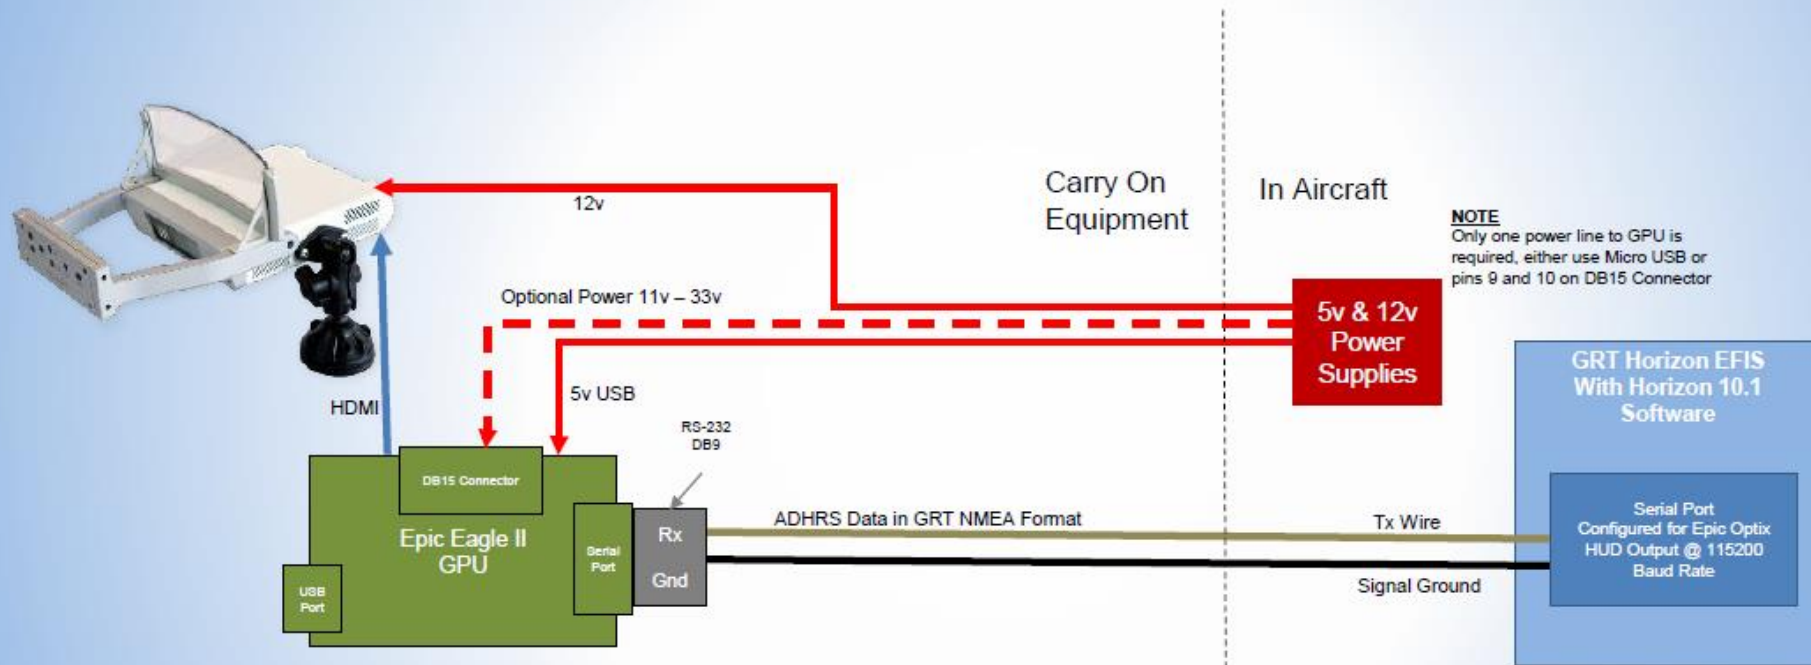 Carry On
Equipment
In Aircraft
NOTE
Only one power line to GPU is
required, either use Micro USB or
pins 9 and 10 on DB15 Connector
12v
Optional Power 11v – 33v
5v & 12v
Power
Supplies
GRT Horizon EFIS
With Horizon 10.1
Software
HDMI
5v USB
RS-232
DB9
DB15 Connector
Epic Eagle II
GPU
USB
Port
Serial
Port
Rx
Gnd
ADHRS Data in GRT NMEA Format
Tx Wire
Signal Ground
Serial Port
Configured for Epic Optix
HUD Output @ 115200
Baud Rate